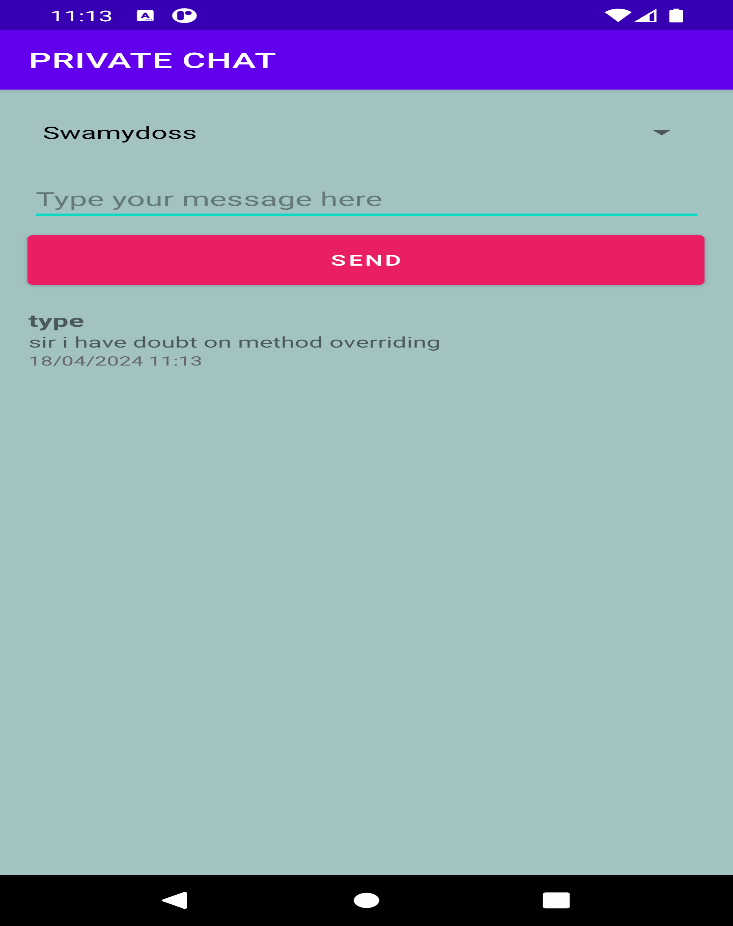 11:13
PRIVATE CHAT
Swamydoss
Type your message here
SEND
type
sir i have doubt on method overriding
18/04/2024 11:13